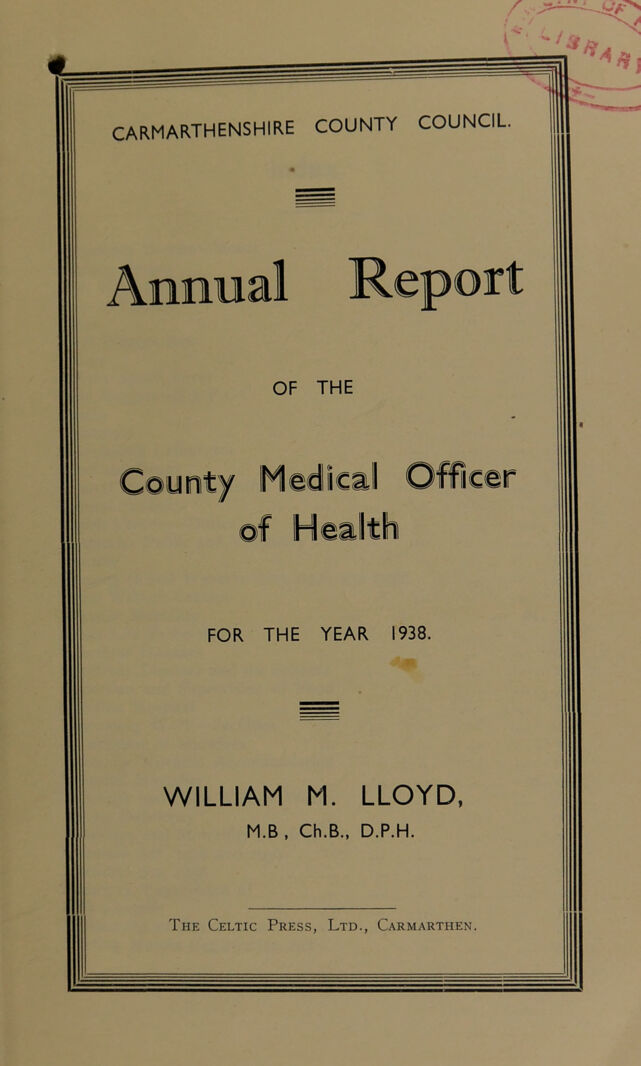 LIBRARY
CARMARTHENSHIRE COUNTY COUNCIL.
Annual Report
OF THE
County Medical Officer
of Health
FOR THE YEAR 1938.
WILLIAM M. LLOYD,
M.B , Ch.B., D.P.H.
The Celtic Press, Ltd., Carmarthen.